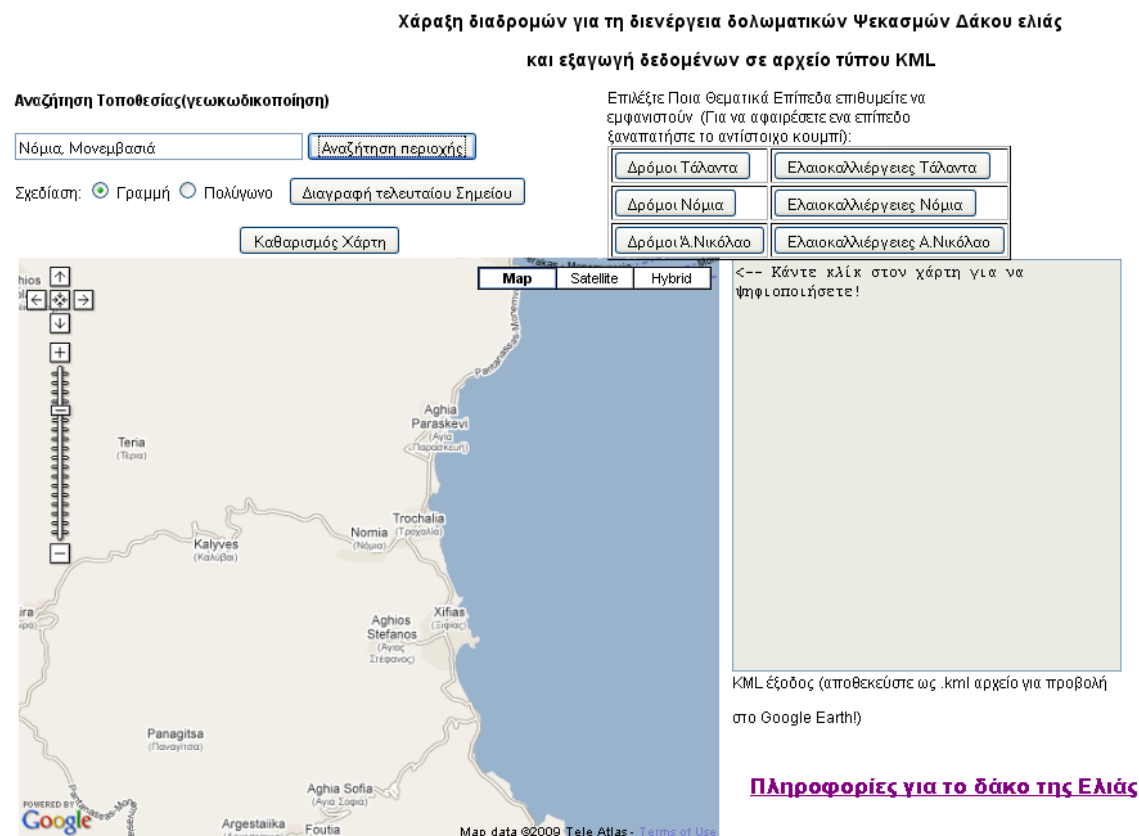 Χάραξη διαδρομών για τη διενέργεια δολωματικών Ψεκασμών Δάκου ελιάς
και εξαγωγή δεδομένων σε αρχείο τύπου KML
Αναζήτηση Τοποθεσίας(γεωκωδικοποίηση)
Νόμια, Μονεμβασιά
Αναζήτηση περιοχής
Σχεδίαση: Γραμμή Πολύγωνο Διαγραφή τελευταίου Σημείου
Καθαρισμός Χάρτη
Επιλέξτε Ποια Θεματικά Επίπεδα επιθυμείτε να
εμφανιστούν (Για να αφαιρέσετε ενα επίπεδο
ξαναπατήστε το αντίστοιχο κουμπί):
Δρόμοι Τάλαντα Ελαιοκαλλιέργειες Τάλαντα
Δρόμοι Νόμια Ελαιοκαλλιέργειες Νόμια
Δρόμοι Ά.Νικόλαο Ελαιοκαλλιέργειες Α.Νικόλαο
Map Satellite Hybrid
Pantanassas-Monemv
Aghia
Paraskevi
(Αγία
Παρασκευή)
Teria
(Τέρια)
Trochalia
(Τροχαλία)
Nomia
(Νόμια)
Kalyves
(Καλύβαι)
Xifias
(Ξιφίας)
Aghios
Stefanos
(Άγιος
Στέφανος)
Panagitsa
(Παναγίτσα)
Aghia Sofia
(Αγία Σοφία)
Argestaiika
Foutia
POWERED BY
Google
Map data ©2009 Tele Atlas - Terms of Use
<-- Κάντε κλίκ στον χάρτη για να
ψηφιοποιήσετε!
KML έξοδος (αποθεκεύστε ως .kml αρχείο για προβολή
στο Google Earth!)
Πληροφορίες για το δάκο της Ελιάς